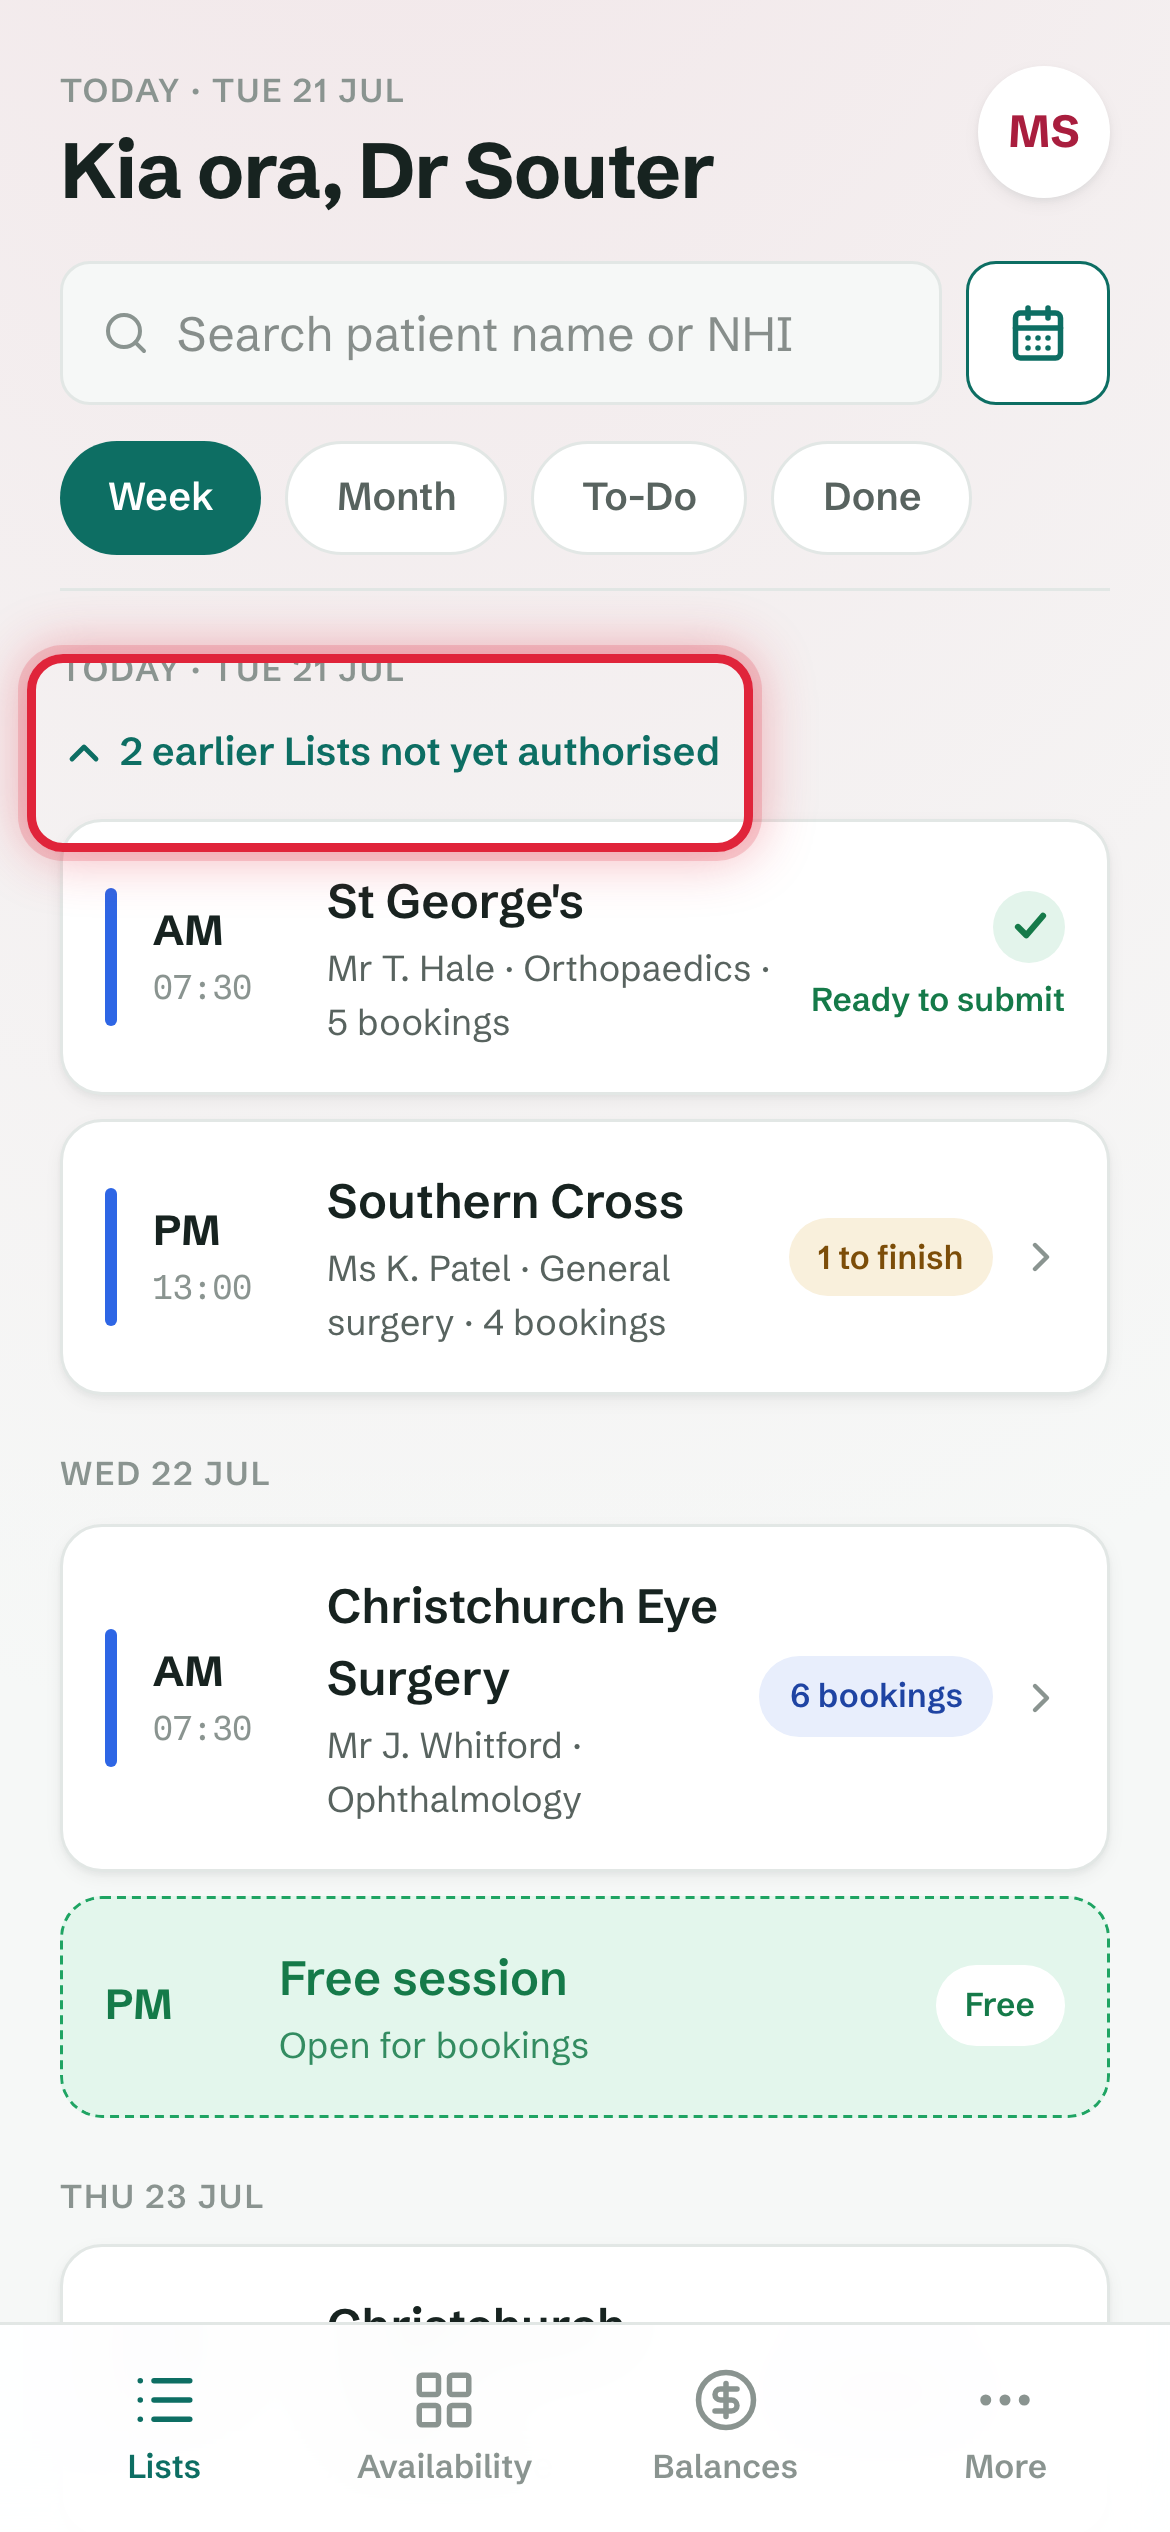 TODAY · TUE 21 JUL
Kia ora, Dr Souter
MS
Search patient name or NHI
Week
Month
To-Do
Done
TODAY · TUE 21 JUL
2 earlier Lists not yet authorised
AM
07:30
St George's
Mr T. Hale · Orthopaedics ·
5 bookings
Ready to submit
PM
13:00
Southern Cross
Ms K. Patel · General
surgery · 4 bookings
1 to finish
WED 22 JUL
AM
07:30
Christchurch Eye
Surgery
Mr J. Whitford ·
Ophthalmology
6 bookings
PM
Free session
Open for bookings
Free
THU 23 JUL
Christchurch
Lists
Availability
Balances
More